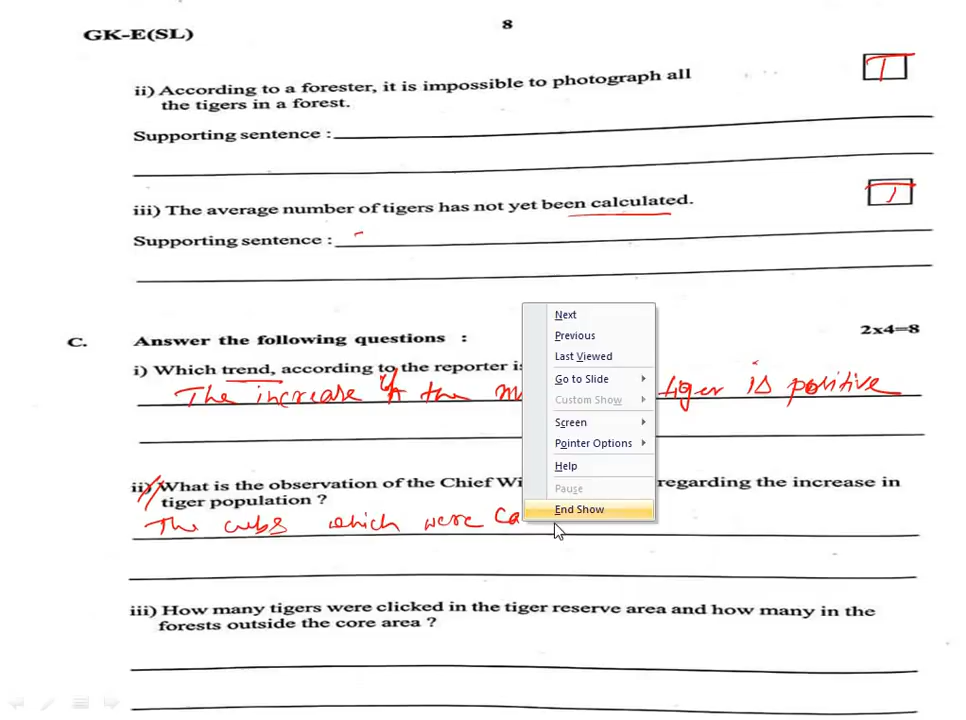 GK-E(SL)
8
ii) According to a forester, it is impossible to photograph all
the tigers in a forest.
T
Supporting sentence :
iii) The average number of tigers has not yet been calculated.
T
Supporting sentence :
C. Answer the following questions : 2x4=8
i) Which trend, according to the reporter is
The increase of the tiger is positive
ii) What is the observation of the Chief regarding the increase in
tiger population ?
The cubs which were
iii) How many tigers were clicked in the tiger reserve area and how many in the
forests outside the core area ?
Next
Previous
Last Viewed
Go to Slide
Custom Show
Screen
Pointer Options
Help
Pause
End Show